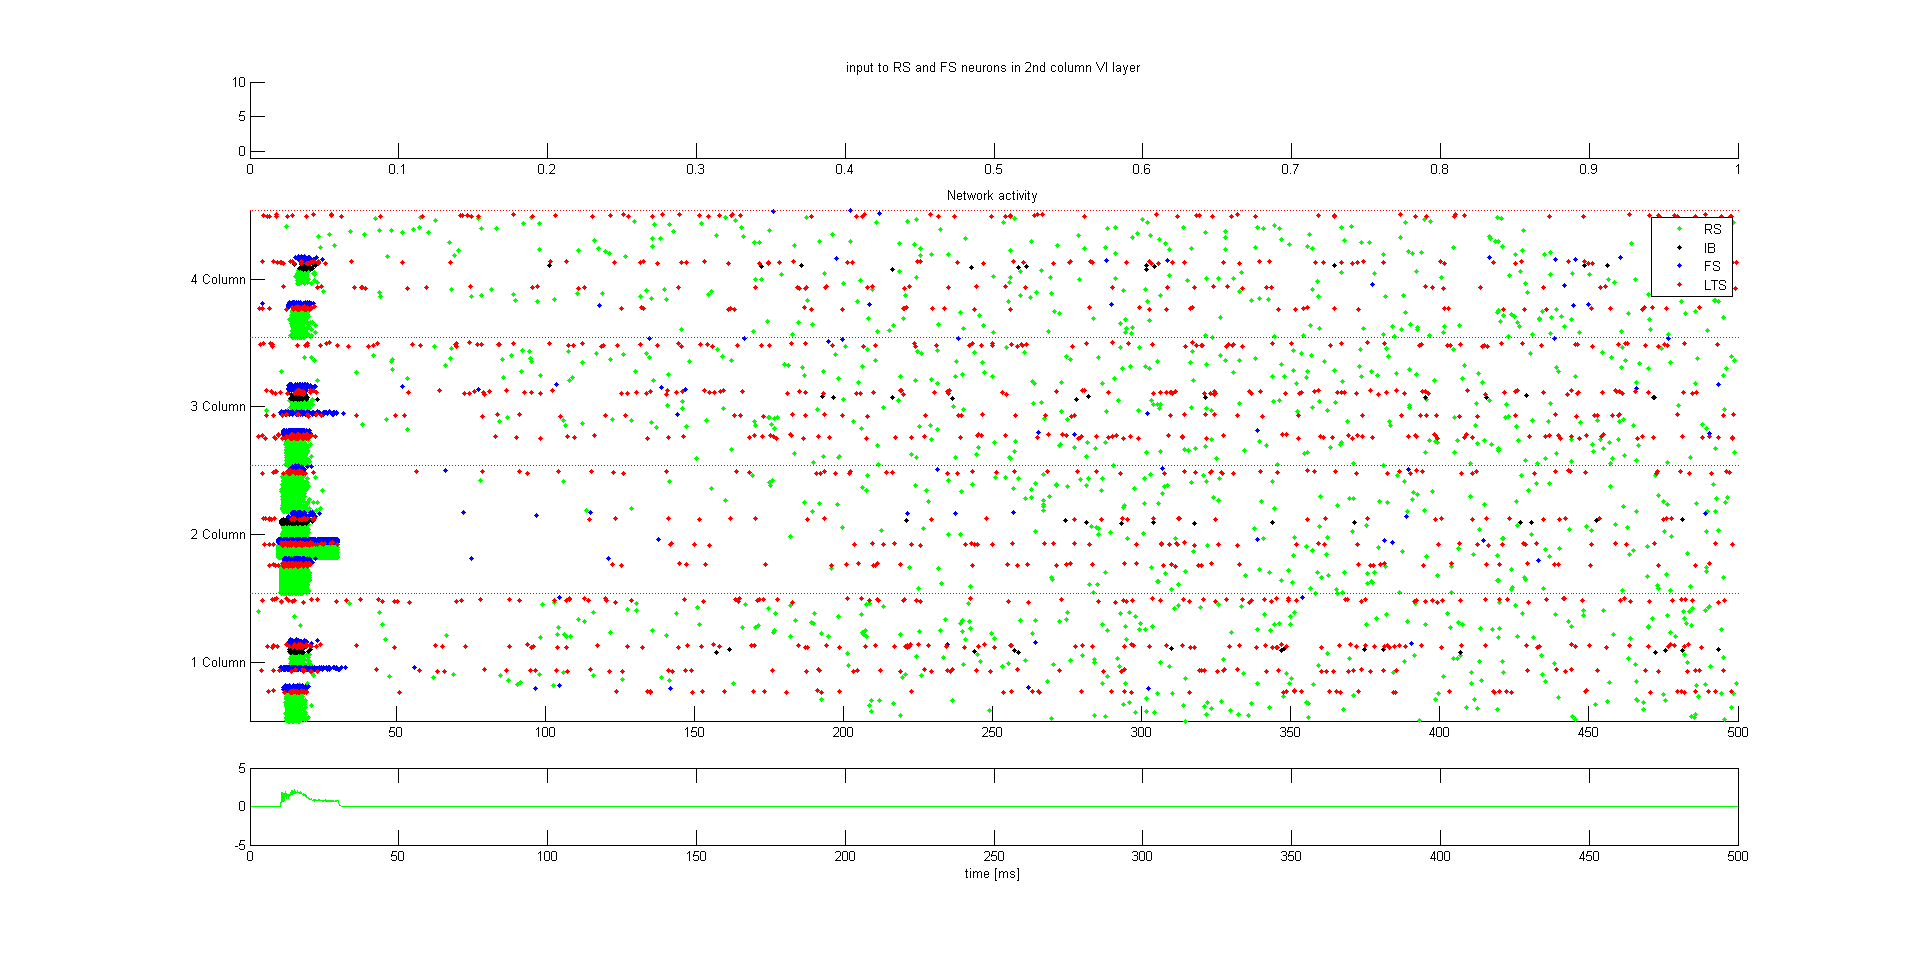 input to RS and FS neurons in 2nd column VI layer
10
5
0
0 0.1 0.2 0.3 0.4 0.5 0.6 0.7 0.8 0.9 1
Network activity
RS
IB
FS
LTS
4 Column
3 Column
2 Column
1 Column
50 100 150 200 250 300 350 400 450 500
5
0
-5
0 50 100 150 200 250 300 350 400 450 500
time [ms]